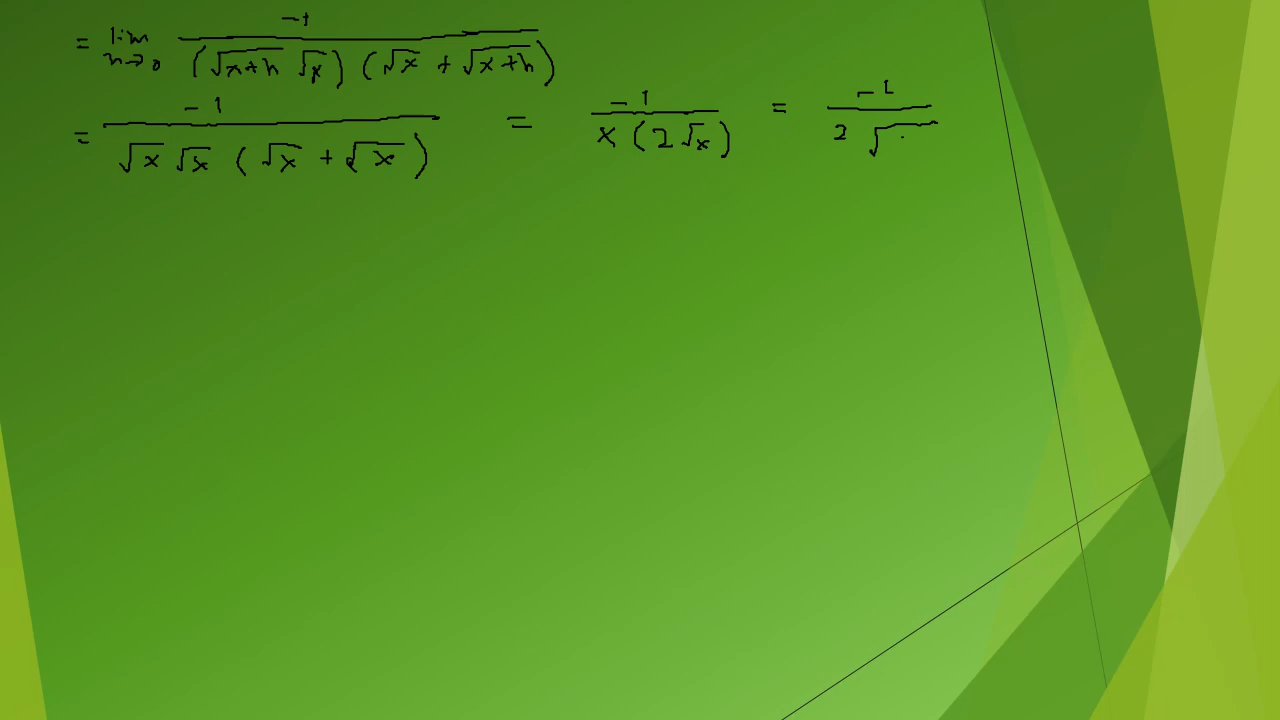 = lim h→0 -1 / (√x+h √x) (√x + √x+h)
= -1 / √x √x (√x + √x) = -1 / x (2√x) = -1 / 2 √